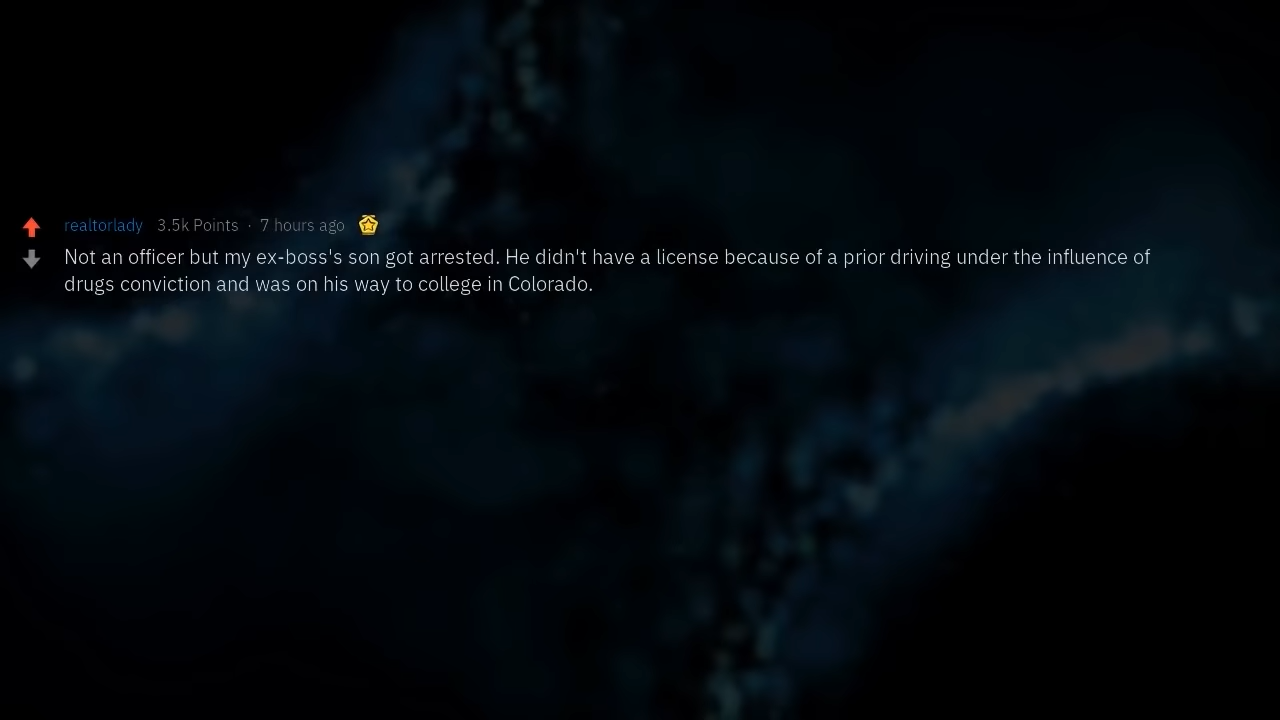 realtorlady 3.5k Points · 7 hours ago
Not an officer but my ex-boss's son got arrested. He didn't have a license because of a prior driving under the influence of
drugs conviction and was on his way to college in Colorado.